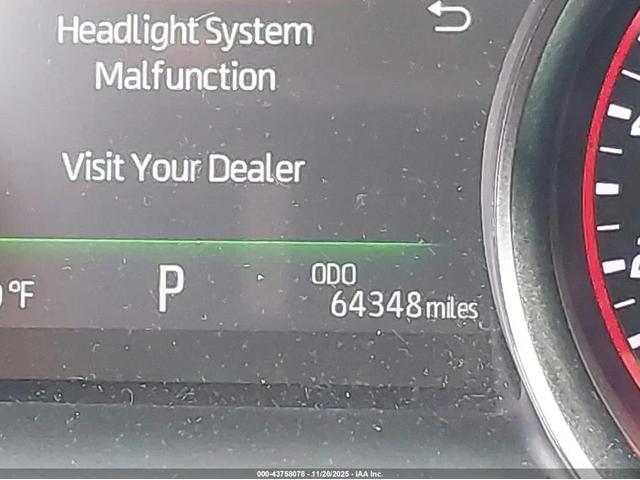 Headlight System
Malfunction
Visit Your Dealer
°F
P
ODO
64348 miles
000-43758078 - 11/20/2025 - IAA Inc.